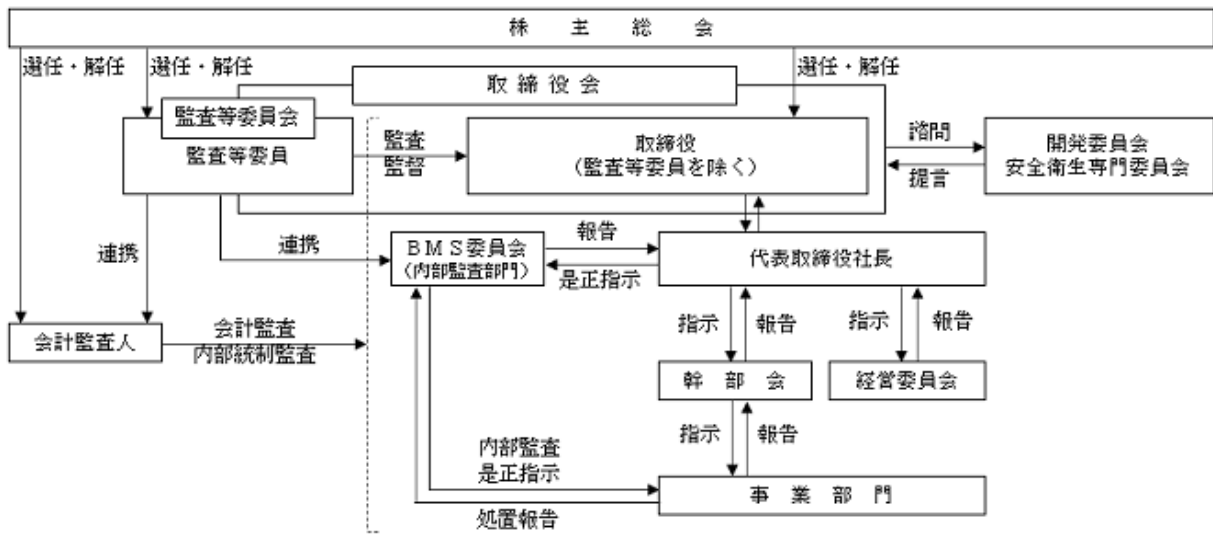 株主総会
選任・解任
選任・解任
選任・解任
取締役会
監査等委員会
監査等委員
監査
監督
取締役
(監査等委員を除く)
諮問
提言
開発委員会
安全衛生専門委員会
連携
連携
BMS委員会
(内部監査部門)
報告
是正指示
代表取締役社長
会計監査人
会計監査
内部統制監査
指示
報告
指示
報告
幹部会
経営委員会
指示
報告
内部監査
是正指示
処置報告
事業部門